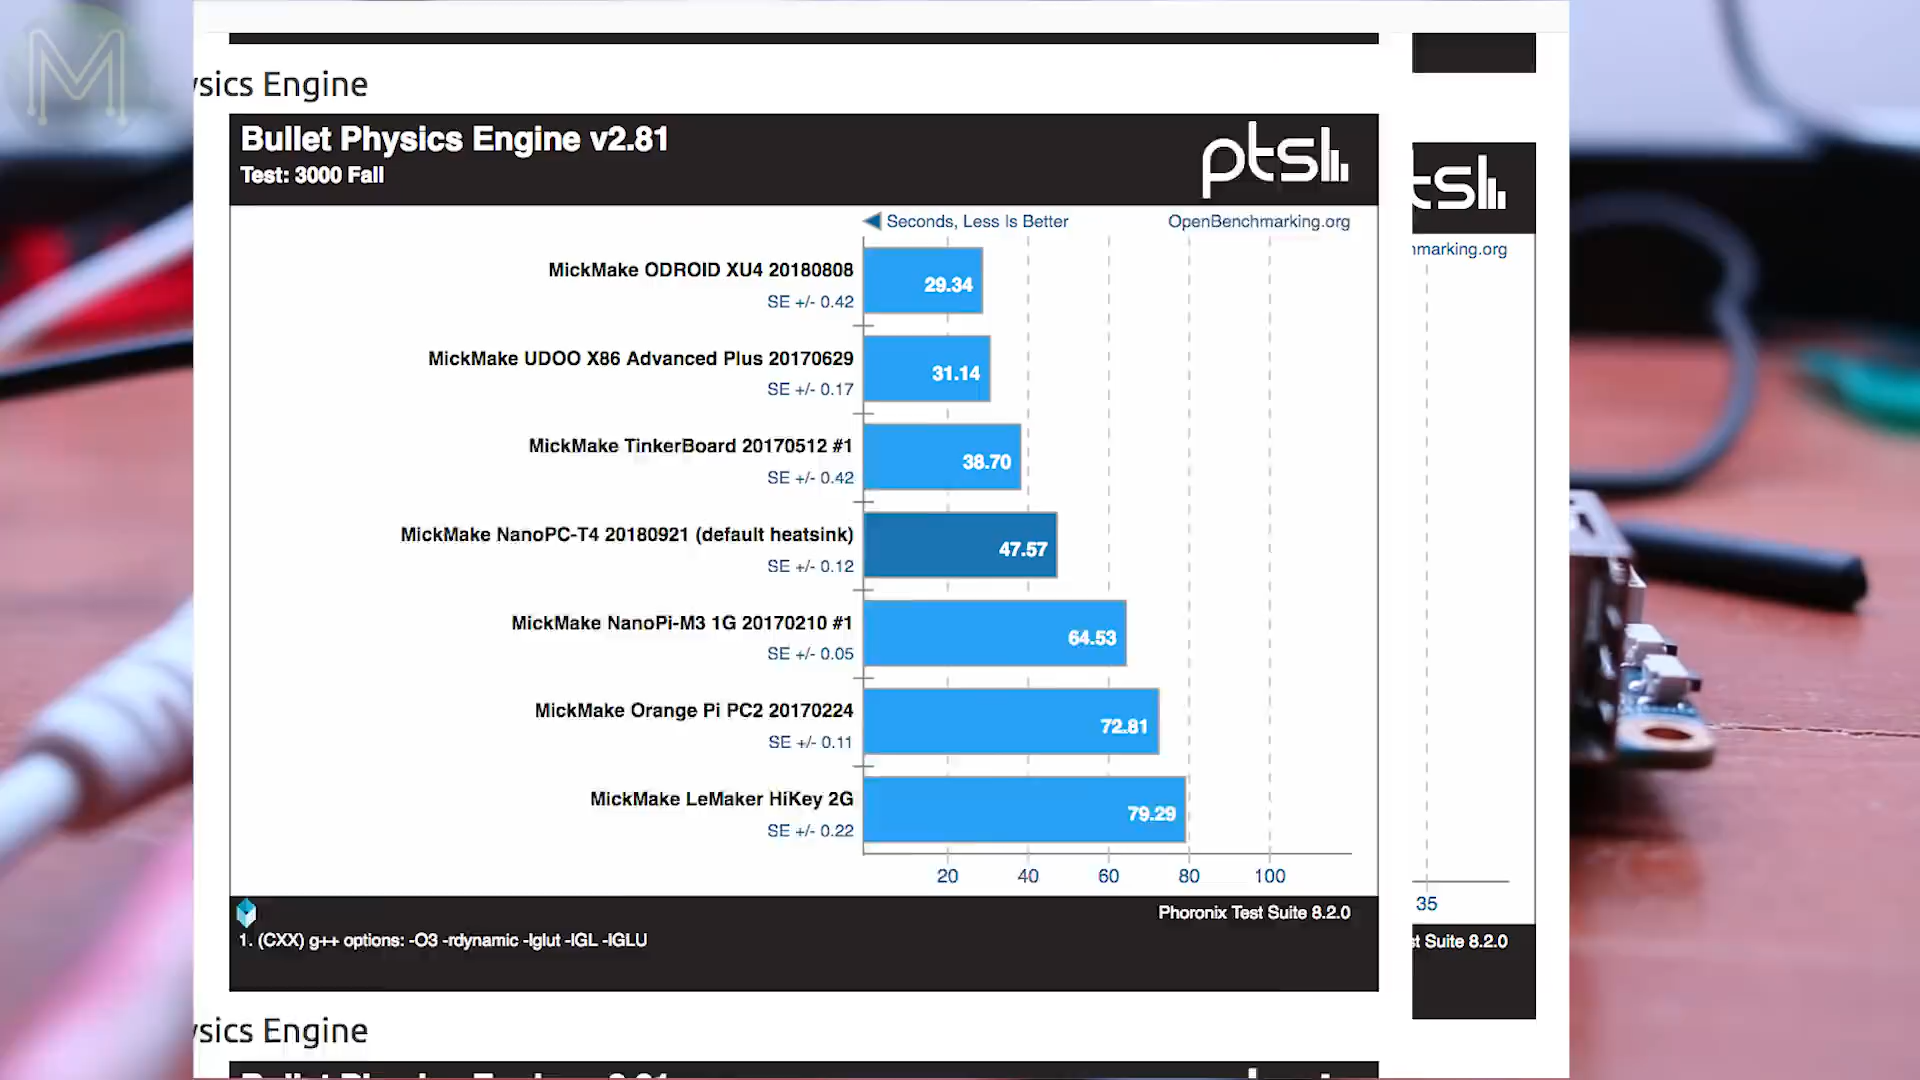 M
ysics Engine
Bullet Physics Engine v2.81
Test: 3000 Fall
ptsl
tsl
Seconds, Less Is Better
OpenBenchmarking.org
nmarking.org
MickMake ODROID XU4 20180808
SE +/- 0.42
29.34
MickMake UDOO X86 Advanced Plus 20170629
SE +/- 0.17
31.14
MickMake TinkerBoard 20170512 #1
SE +/- 0.42
38.70
MickMake NanoPC-T4 20180921 (default heatsink)
SE +/- 0.12
47.57
MickMake NanoPi-M3 1G 20170210 #1
SE +/- 0.05
64.53
MickMake Orange Pi PC2 20170224
SE +/- 0.11
72.81
MickMake LeMaker HiKey 2G
SE +/- 0.22
79.29
20 40 60 80 100
35
Phoronix Test Suite 8.2.0
1. (CXX) g++ options: -O3 -rdynamic -lglut -lGL -lGLU
t Suite 8.2.0
ysics Engine